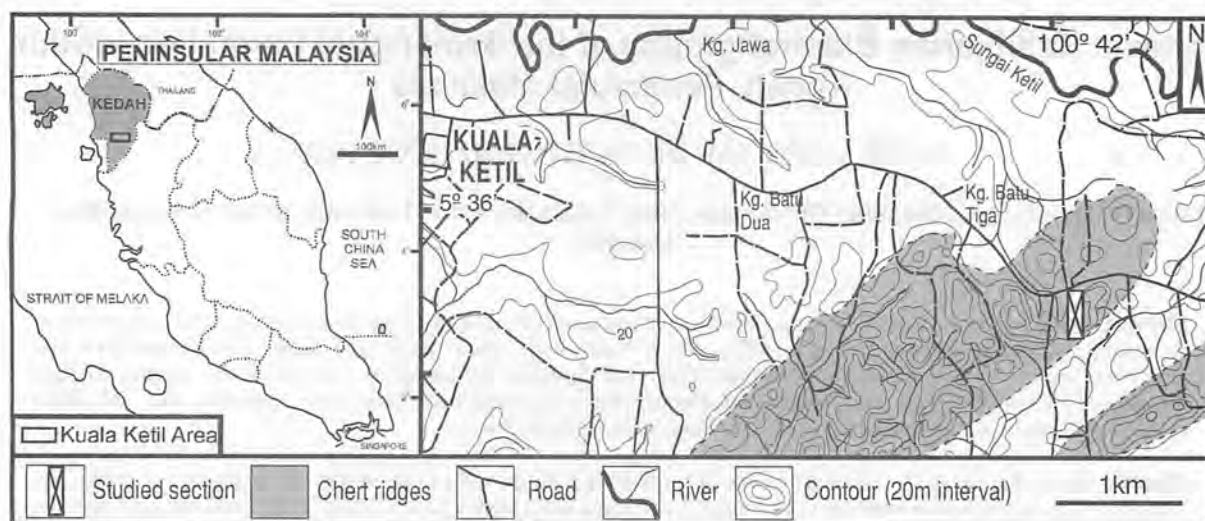 PENINSULAR MALAYSIA
THAILAND
KEDAH
N
100km
SOUTH
CHINA
SEA
STRAIT OF MELAKA
SINGAPORE
Kuala Ketil Area
Kg. Jawa
Sungai Ketil
100º 42'
N
KUALA
KETIL
5º 36
Kg. Batu
Dua
Kg. Batu
Tiga
20
Studied section
Chert ridges
Road
River
Contour (20m interval)
1km